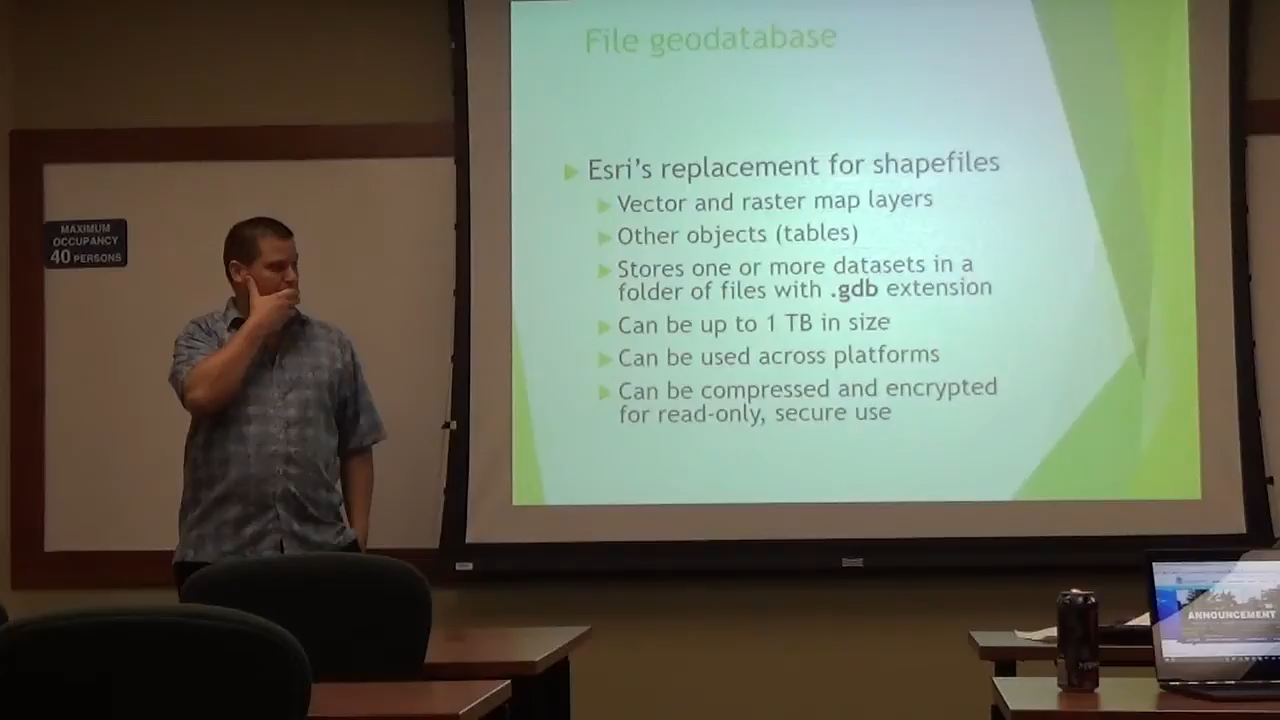 File geodatabase
Esri's replacement for shapefiles
Vector and raster map layers
Other objects (tables)
Stores one or more datasets in a
folder of files with .gdb extension
Can be up to 1 TB in size
Can be used across platforms
Can be compressed and encrypted
for read-only, secure use
MAXIMUM
OCCUPANCY
40 PERSONS
ANNOUNCEMENT